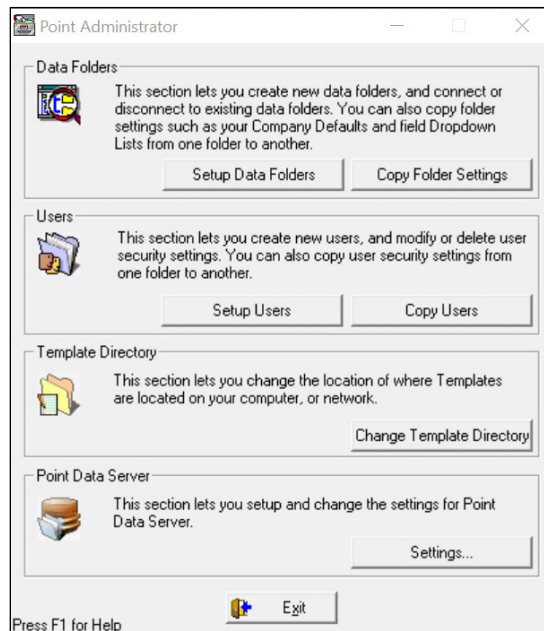 Point Administrator
Data Folders
This section lets you create new data folders, and connect or
disconnect to existing data folders. You can also copy folder
settings such as your Company Defaults and field Dropdown
Lists from one folder to another.
Setup Data Folders
Copy Folder Settings
Users
This section lets you create new users, and modify or delete user
security settings. You can also copy user security settings from
one folder to another.
Setup Users
Copy Users
Template Directory
This section lets you change the location of where Templates
are located on your computer, or network.
Change Template Directory
Point Data Server
This section lets you setup and change the settings for Point
Data Server.
Settings...
Exit
Press F1 for Help